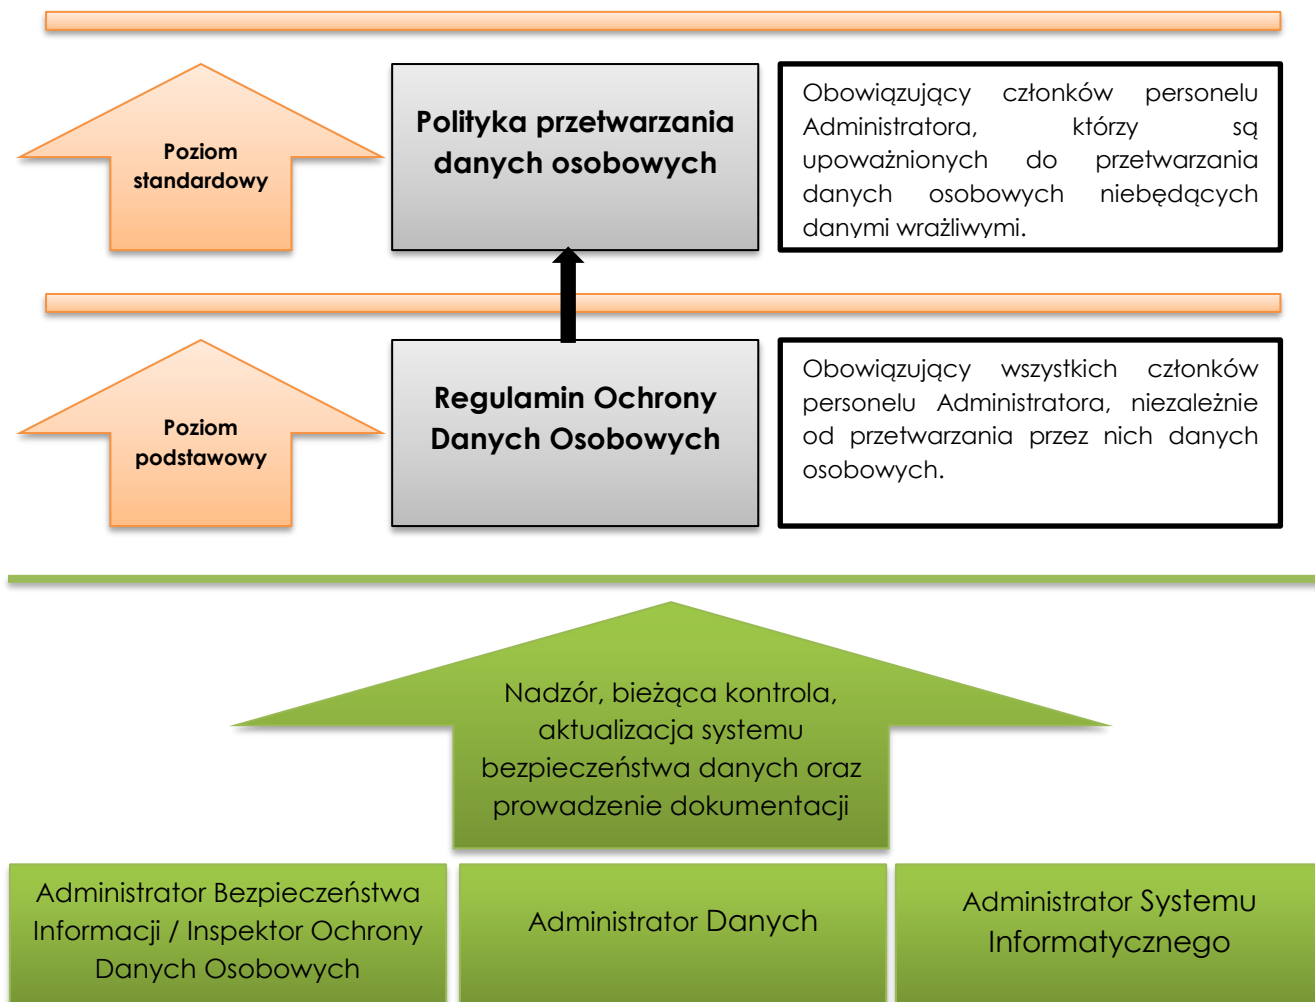 Poziom
standardowy
Polityka przetwarzania
danych osobowych
Obowiązujący członków personelu
Administratora, którzy są
upoważnionych do przetwarzania
danych osobowych niebędących
danymi wrażliwymi.
Poziom
podstawowy
Regulamin Ochrony
Danych Osobowych
Obowiązujący wszystkich członków
personelu Administratora, niezależnie
od przetwarzania przez nich danych
osobowych.
Nadzór, bieżąca kontrola,
aktualizacja systemu
bezpieczeństwa danych oraz
prowadzenie dokumentacji
Administrator Bezpieczeństwa
Informacji / Inspektor Ochrony
Danych Osobowych
Administrator Danych
Administrator Systemu
Informatycznego